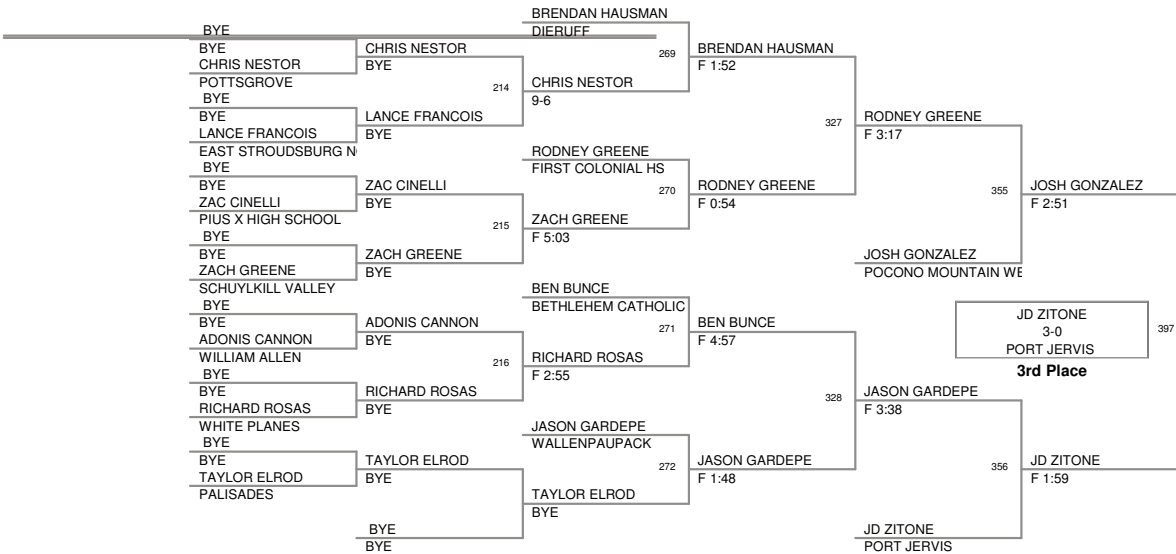 BRENDAN HAUSMAN
DIERUFF
269
BYE
BYE
CHRIS NESTOR
POTTSGROVE
CHRIS NESTOR
BYE
214
CHRIS NESTOR
9-6
BRENDAN HAUSMAN
F 1:52
BYE
BYE
LANCE FRANCOIS
EAST STROUDSBURG N
LANCE FRANCOIS
BYE
327
RODNEY GREENE
F 3:17
RODNEY GREENE
FIRST COLONIAL HS
270
RODNEY GREENE
F 0:54
BYE
BYE
ZAC CINELLI
PIUS X HIGH SCHOOL
ZAC CINELLI
BYE
215
ZACH GREENE
F 5:03
355
JOSH GONZALEZ
F 2:51
BYE
BYE
ZACH GREENE
SCHUYLKILL VALLEY
ZACH GREENE
BYE
JOSH GONZALEZ
POCONO MOUNTAIN WE
BEN BUNCE
BETHLEHEM CATHOLIC
271
BEN BUNCE
F 4:57
BYE
BYE
ADONIS CANNON
WILLIAM ALLEN
ADONIS CANNON
BYE
216
RICHARD ROSAS
F 2:55
JD ZITONE
3-0
PORT JERVIS
397
3rd Place
BYE
BYE
RICHARD ROSAS
WHITE PLANES
RICHARD ROSAS
BYE
328
JASON GARDEPE
F 3:38
JASON GARDEPE
WALLENPAUPACK
272
JASON GARDEPE
F 1:48
BYE
BYE
TAYLOR ELROD
PALISADES
TAYLOR ELROD
BYE
TAYLOR ELROD
BYE
356
JD ZITONE
F 1:59
BYE
BYE
JD ZITONE
PORT JERVIS